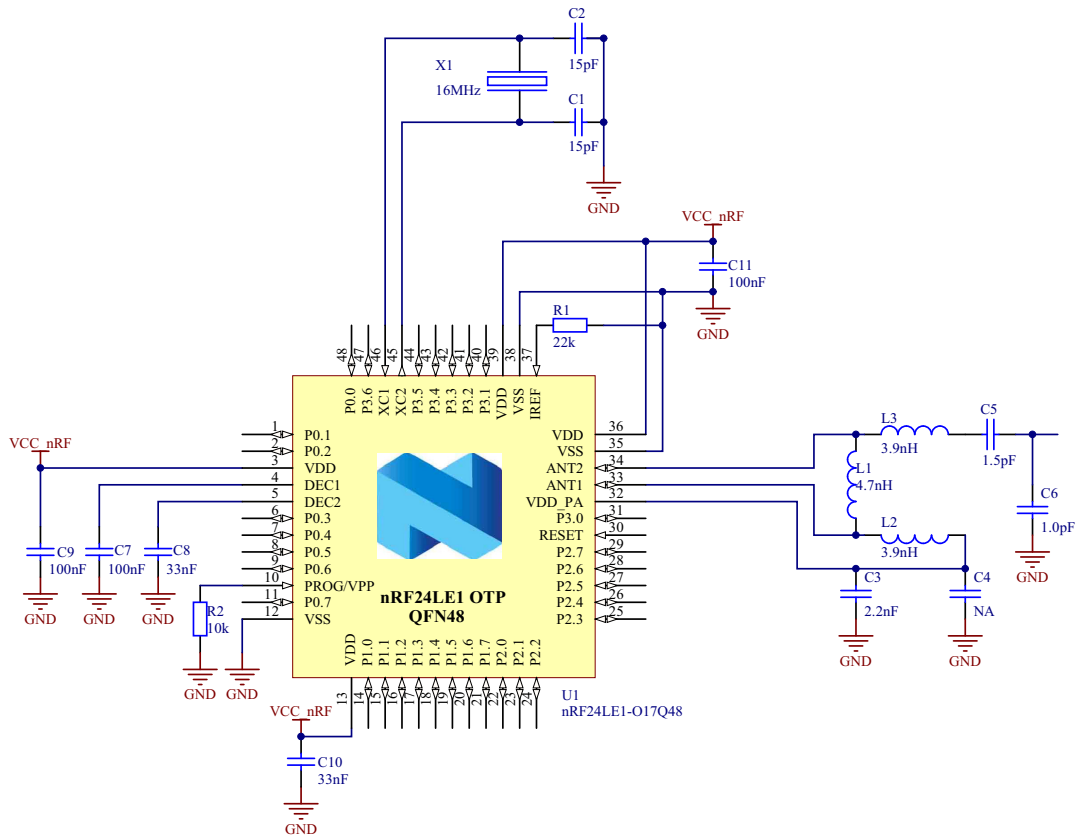 C2
15pF
X1
16MHz
C1
15pF
GND
VCC_nRF
C11
100nF
GND
R1
22k
48
47
46
45
44
43
42
41
40
39
38
37
P0.0
P3.6
XC1
XC2
P3.5
P3.4
P3.3
P3.2
P3.1
VDD
VSS
IREF
1 P0.1
2 P0.2
3 VDD
4 DEC1
5 DEC2
6 P0.3
7 P0.4
8 P0.5
9 P0.6
10 PROG/VPP
11 P0.7
12 VSS
VDD 36
VSS 35
ANT2 34
ANT1 33
VDD_PA 32
P3.0 31
RESET 30
P2.7 29
P2.6 28
P2.5 27
P2.4 26
P2.3 25
nRF24LE1 OTP
QFN48
VDD
P1.0
P1.1
P1.2
P1.3
P1.4
P1.5
P1.6
P1.7
P2.0
P2.1
P2.2
13
14
15
16
17
18
19
20
21
22
23
24
U1
nRF24LE1-O17Q48
VCC_nRF
C9
100nF
GND
C7
100nF
GND
C8
33nF
GND
R2
10k
GND
GND
VCC_nRF
C10
33nF
GND
L3
3.9nH
C5
1.5pF
L1
4.7nH
C6
1.0pF
GND
L2
3.9nH
C3
2.2nF
GND
C4
NA
GND